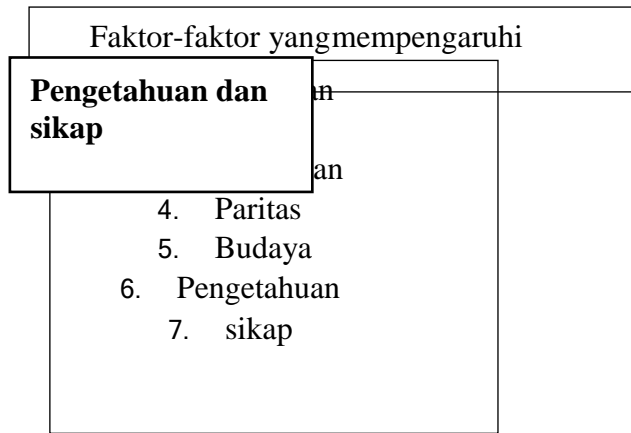 Faktor-faktor yangmempengaruhi
Pengetahuan dan
sikap
4. Paritas
5. Budaya
6. Pengetahuan
7. sikap